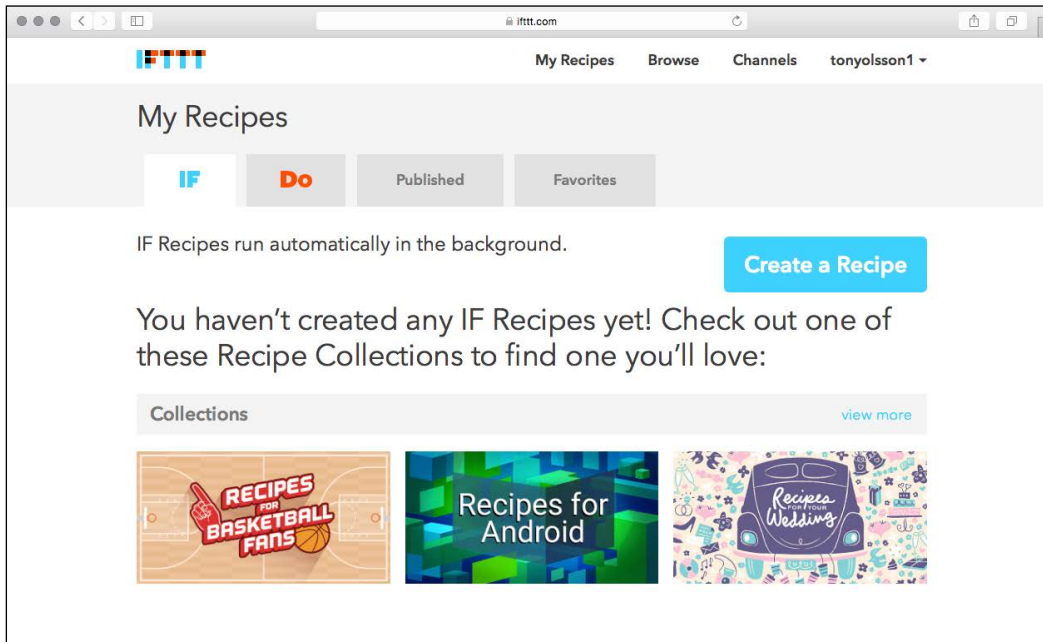 ifttt.com
IFTTT
My Recipes
Browse
Channels
tonyolsson1
My Recipes
IF
Do
Published
Favorites
IF Recipes run automatically in the background.
Create a Recipe
You haven’t created any IF Recipes yet! Check out one of
these Recipe Collections to find one you’ll love:
Collections
view more
RECIPES
FOR
BASKETBALL
FANS
Recipes for
Android
Recipes
FOR YOUR
Wedding